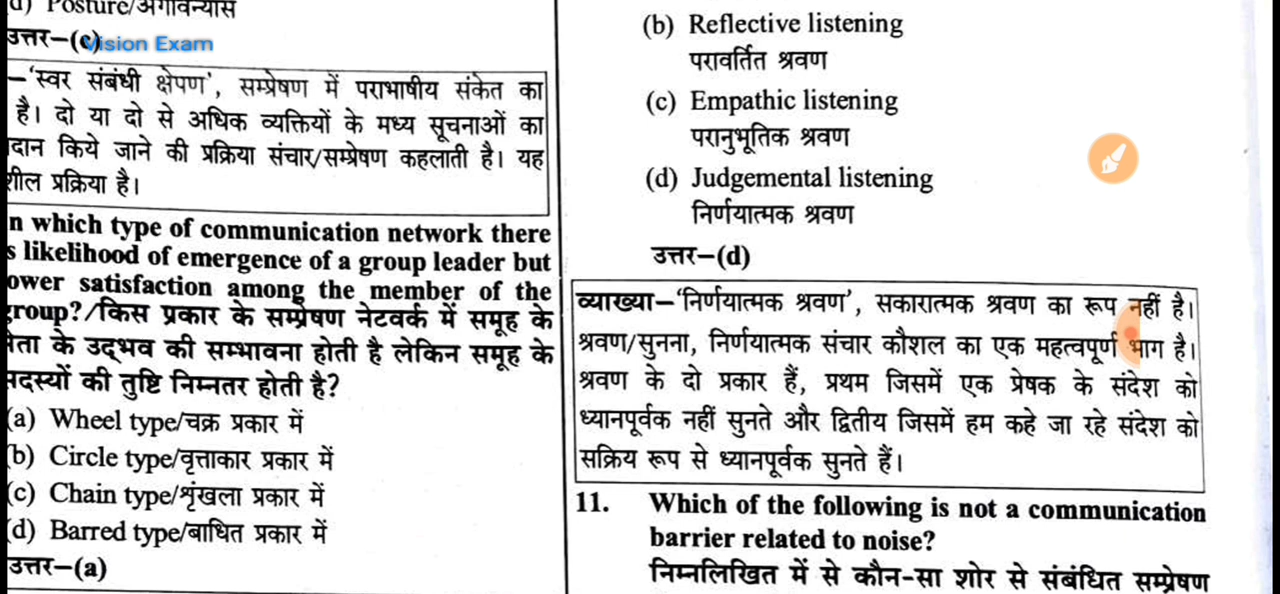 d) Posture/अंगविन्यास
उत्तर–(c)
Vision Exam
–‘स्वर संबंधी क्षेपण’, सम्प्रेषण में पराभाषीय संकेत का
है। दो या दो से अधिक व्यक्तियों के मध्य सूचनाओं का
दान किये जाने की प्रक्रिया संचार/सम्प्रेषण कहलाती है। यह
शील प्रक्रिया है।
n which type of communication network there
s likelihood of emergence of a group leader but
ower satisfaction among the member of the
group?/किस प्रकार के सम्प्रेषण नेटवर्क में समूह के
नेता के उद्भव की सम्भावना होती है लेकिन समूह के
सदस्यों की तुष्टि निम्नतर होती है?
(a) Wheel type/चक्र प्रकार में
(b) Circle type/वृत्ताकार प्रकार में
(c) Chain type/शृंखला प्रकार में
(d) Barred type/बाधित प्रकार में
उत्तर–(a)
(b) Reflective listening
परावर्तित श्रवण
(c) Empathic listening
परानुभूतिक श्रवण
(d) Judgemental listening
निर्णयात्मक श्रवण
उत्तर–(d)
व्याख्या–‘निर्णयात्मक श्रवण’, सकारात्मक श्रवण का रूप नहीं है।
श्रवण/सुनना, निर्णयात्मक संचार कौशल का एक महत्वपूर्ण भाग है।
श्रवण के दो प्रकार हैं, प्रथम जिसमें एक प्रेषक के संदेश को
ध्यानपूर्वक नहीं सुनते और द्वितीय जिसमें हम कहे जा रहे संदेश को
सक्रिय रूप से ध्यानपूर्वक सुनते हैं।
11. Which of the following is not a communication
barrier related to noise?
निम्नलिखित में से कौन-सा शोर से संबंधित सम्प्रेषण